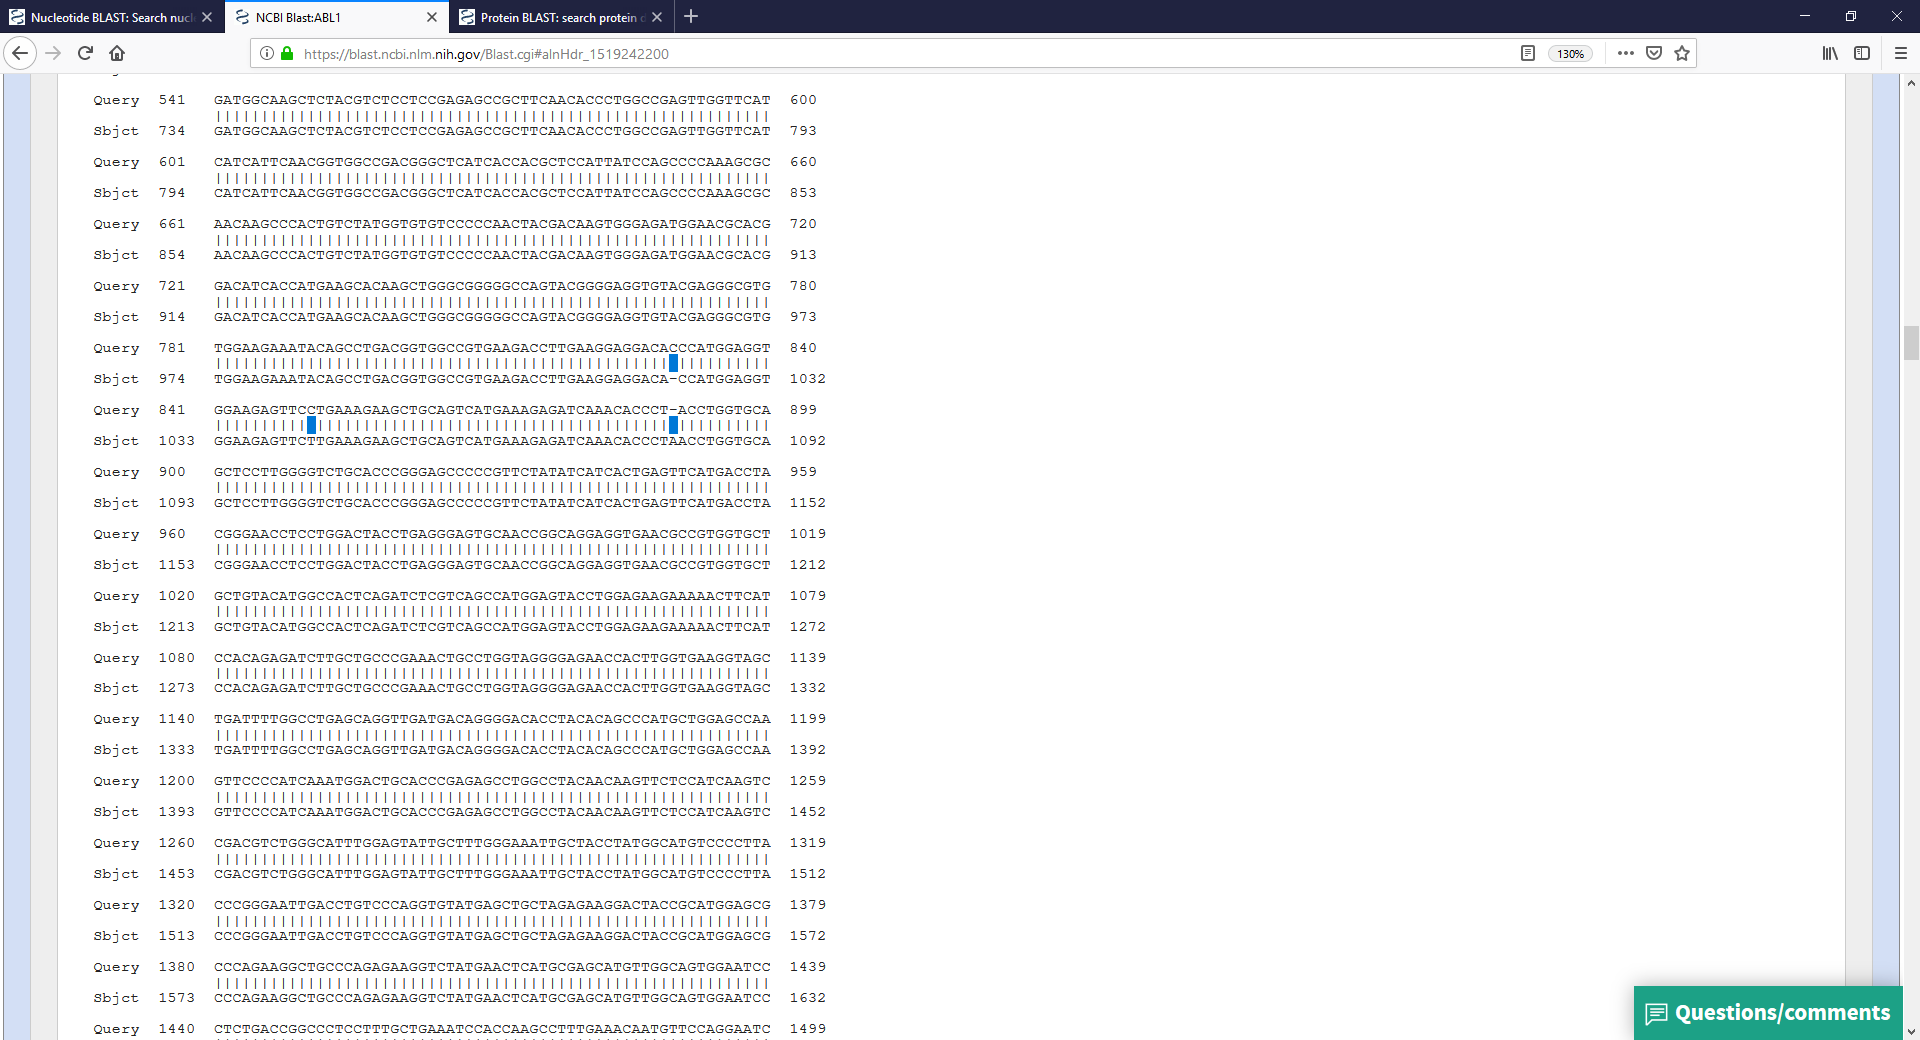 Nucleotide BLAST: Search nucl
NCBI Blast:ABL1
Protein BLAST: search protein d
https://blast.ncbi.nlm.nih.gov/Blast.cgi#alnHdr_1519242200
130%
Query 541 GATGGCAAGCTCTACGTCTCCTCCGAGAGCCGCTTCAACACCCTGGCCGAGTTGGTTCAT 600
||||||||||||||||||||||||||||||||||||||||||||||||||||||||||||
Sbjct 734 GATGGCAAGCTCTACGTCTCCTCCGAGAGCCGCTTCAACACCCTGGCCGAGTTGGTTCAT 793
Query 601 CATCATTCAACGGTGGCCGACGGGCTCATCACCACGCTCCATTATCCAGCCCCAAAGCGC 660
||||||||||||||||||||||||||||||||||||||||||||||||||||||||||||
Sbjct 794 CATCATTCAACGGTGGCCGACGGGCTCATCACCACGCTCCATTATCCAGCCCCAAAGCGC 853
Query 661 AACAAGCCCACTGTCTATGGTGTGTCCCCCAACTACGACAAGTGGGAGATGGAACGCACG 720
||||||||||||||||||||||||||||||||||||||||||||||||||||||||||||
Sbjct 854 AACAAGCCCACTGTCTATGGTGTGTCCCCCAACTACGACAAGTGGGAGATGGAACGCACG 913
Query 721 GACATCACCATGAAGCACAAGCTGGGCGGGGGCCAGTACGGGGAGGTGTACGAGGGCGTG 780
||||||||||||||||||||||||||||||||||||||||||||||||||||||||||||
Sbjct 914 GACATCACCATGAAGCACAAGCTGGGCGGGGGCCAGTACGGGGAGGTGTACGAGGGCGTG 973
Query 781 TGGAAGAAATACAGCCTGACGGTGGCCGTGAAGACCTTGAAGGAGGACACCCATGGAGGT 840
||||||||||||||||||||||||||||||||||||||||||||||||| ||||||||||
Sbjct 974 TGGAAGAAATACAGCCTGACGGTGGCCGTGAAGACCTTGAAGGAGGACA-CCATGGAGGT 1032
Query 841 GGAAGAGTTCCTGAAAGAAGCTGCAGTCATGAAAGAGATCAAACACCCT-ACCTGGTGCA 899
|||||||||| |||||||||||||||||||||||||||||||||||||| ||||||||||
Sbjct 1033 GGAAGAGTTCTTGAAAGAAGCTGCAGTCATGAAAGAGATCAAACACCCTAACCTGGTGCA 1092
Query 900 GCTCCTTGGGGTCTGCACCCGGGAGCCCCCGTTCTATATCATCACTGAGTTCATGACCTA 959
||||||||||||||||||||||||||||||||||||||||||||||||||||||||||||
Sbjct 1093 GCTCCTTGGGGTCTGCACCCGGGAGCCCCCGTTCTATATCATCACTGAGTTCATGACCTA 1152
Query 960 CGGGAACCTCCTGGACTACCTGAGGGAGTGCAACCGGCAGGAGGTGAACGCCGTGGTGCT 1019
||||||||||||||||||||||||||||||||||||||||||||||||||||||||||||
Sbjct 1153 CGGGAACCTCCTGGACTACCTGAGGGAGTGCAACCGGCAGGAGGTGAACGCCGTGGTGCT 1212
Query 1020 GCTGTACATGGCCACTCAGATCTCGTCAGCCATGGAGTACCTGGAGAAGAAAAACTTCAT 1079
||||||||||||||||||||||||||||||||||||||||||||||||||||||||||||
Sbjct 1213 GCTGTACATGGCCACTCAGATCTCGTCAGCCATGGAGTACCTGGAGAAGAAAAACTTCAT 1272
Query 1080 CCACAGAGATCTTGCTGCCCGAAACTGCCTGGTAGGGGAGAACCACTTGGTGAAGGTAGC 1139
||||||||||||||||||||||||||||||||||||||||||||||||||||||||||||
Sbjct 1273 CCACAGAGATCTTGCTGCCCGAAACTGCCTGGTAGGGGAGAACCACTTGGTGAAGGTAGC 1332
Query 1140 TGATTTTGGCCTGAGCAGGTTGATGACAGGGGACACCTACACAGCCCATGCTGGAGCCAA 1199
||||||||||||||||||||||||||||||||||||||||||||||||||||||||||||
Sbjct 1333 TGATTTTGGCCTGAGCAGGTTGATGACAGGGGACACCTACACAGCCCATGCTGGAGCCAA 1392
Query 1200 GTTCCCCATCAAATGGACTGCACCCGAGAGCCTGGCCTACAACAAGTTCTCCATCAAGTC 1259
||||||||||||||||||||||||||||||||||||||||||||||||||||||||||||
Sbjct 1393 GTTCCCCATCAAATGGACTGCACCCGAGAGCCTGGCCTACAACAAGTTCTCCATCAAGTC 1452
Query 1260 CGACGTCTGGGCATTTGGAGTATTGCTTTGGGAAATTGCTACCTATGGCATGTCCCCTTA 1319
||||||||||||||||||||||||||||||||||||||||||||||||||||||||||||
Sbjct 1453 CGACGTCTGGGCATTTGGAGTATTGCTTTGGGAAATTGCTACCTATGGCATGTCCCCTTA 1512
Query 1320 CCCGGGAATTGACCTGTCCCAGGTGTATGAGCTGCTAGAGAAGGACTACCGCATGGAGCG 1379
||||||||||||||||||||||||||||||||||||||||||||||||||||||||||||
Sbjct 1513 CCCGGGAATTGACCTGTCCCAGGTGTATGAGCTGCTAGAGAAGGACTACCGCATGGAGCG 1572
Query 1380 CCCAGAAGGCTGCCCAGAGAAGGTCTATGAACTCATGCGAGCATGTTGGCAGTGGAATCC 1439
||||||||||||||||||||||||||||||||||||||||||||||||||||||||||||
Sbjct 1573 CCCAGAAGGCTGCCCAGAGAAGGTCTATGAACTCATGCGAGCATGTTGGCAGTGGAATCC 1632
Query 1440 CTCTGACCGGCCCTCCTTTGCTGAAATCCACCAAGCCTTTGAAACAATGTTCCAGGAATC 1499
Questions/comments